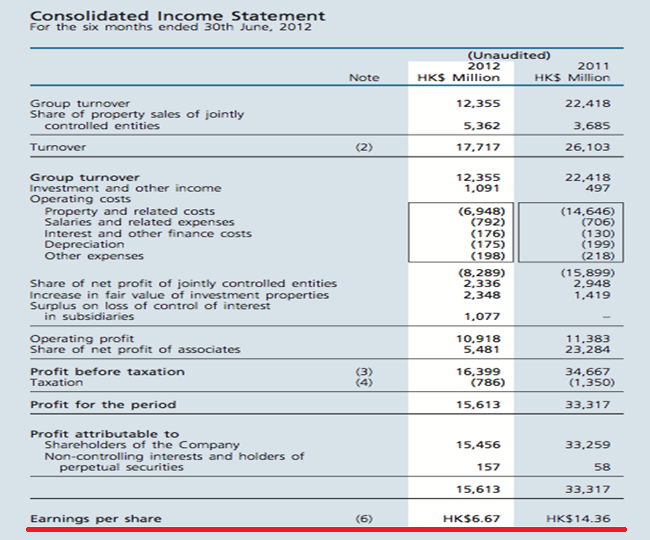 Consolidated Income Statement
For the six months ended 30th June, 2012
(Unaudited)
2012 2011
Note HK$ Million HK$ Million
Group turnover 12,355 22,418
Share of property sales of jointly
controlled entities 5,362 3,685
Turnover (2) 17,717 26,103
Group turnover 12,355 22,418
Investment and other income 1,091 497
Operating costs
Property and related costs (6,948) (14,646)
Salaries and related expenses (792) (706)
Interest and other finance costs (176) (130)
Depreciation (175) (199)
Other expenses (198) (218)
(8,289) (15,899)
Share of net profit of jointly controlled entities 2,336 2,948
Increase in fair value of investment properties 2,348 1,419
Surplus on loss of control of interest
in subsidiaries 1,077 –
Operating profit 10,918 11,383
Share of net profit of associates 5,481 23,284
Profit before taxation (3) 16,399 34,667
Taxation (4) (786) (1,350)
Profit for the period 15,613 33,317
Profit attributable to
Shareholders of the Company 15,456 33,259
Non-controlling interests and holders of
perpetual securities 157 58
15,613 33,317
Earnings per share (6) HK$6.67 HK$14.36